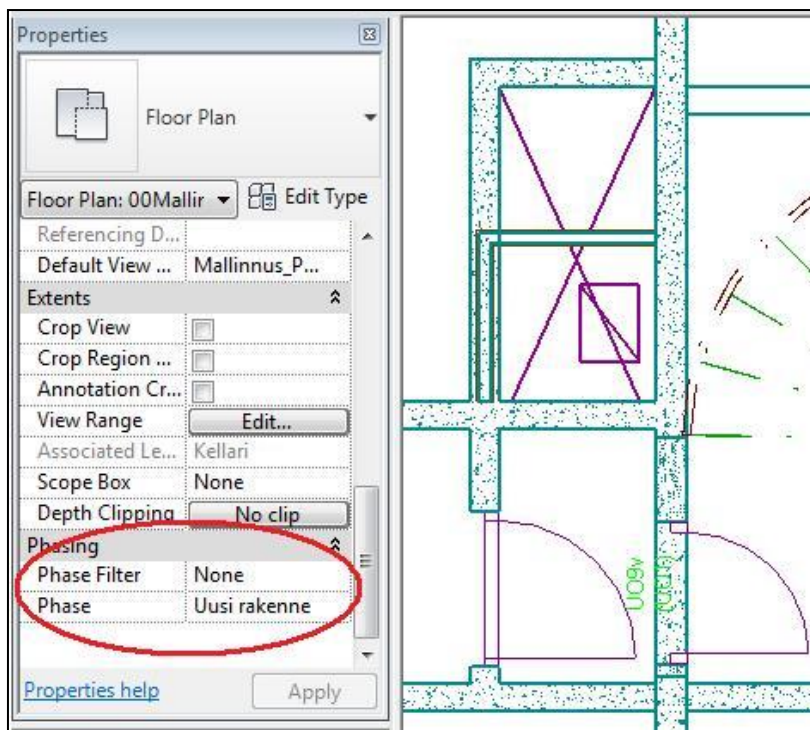 Properties
Floor Plan
Floor Plan: 00Mallir
Edit Type
Referencing D...
Default View ... Mallinnus_P...
Extents
Crop View
Crop Region ...
Annotation Cr...
View Range Edit...
Associated Le... Kellari
Scope Box None
Depth Clipping No clip
Phasing
Phase Filter None
Phase Uusi rakenne
Properties help
Apply
UO9v